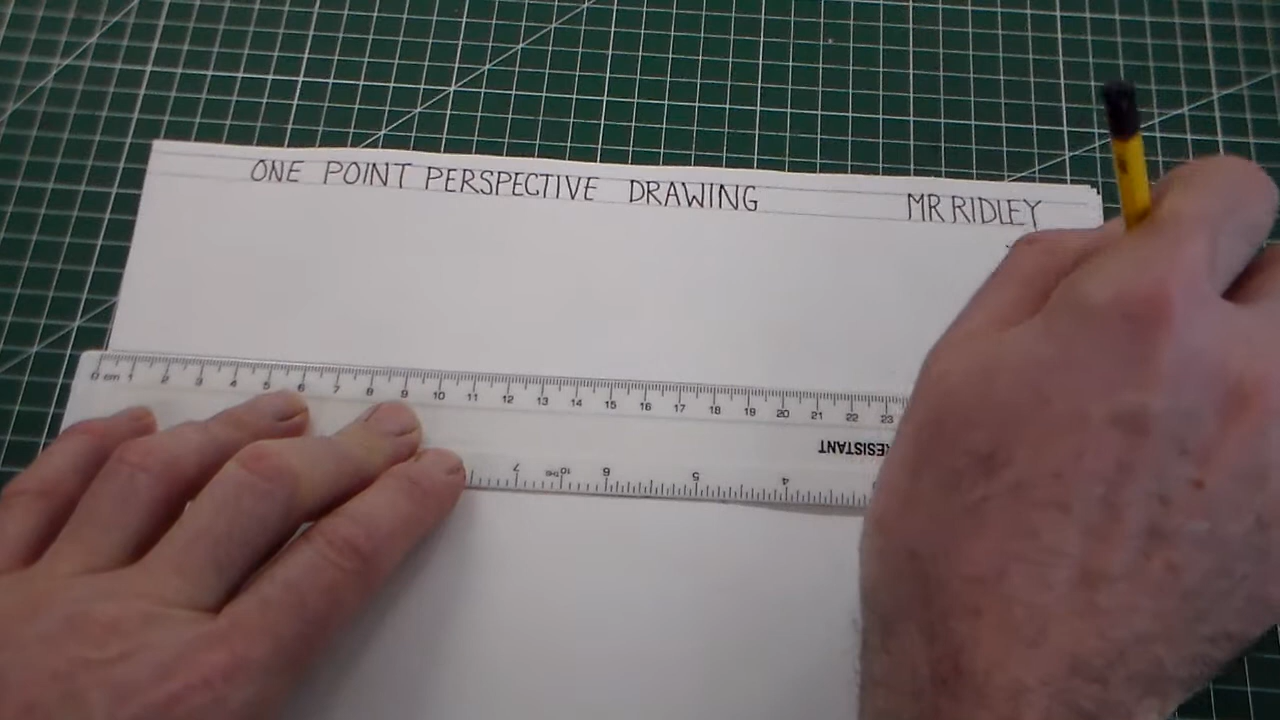 ONE POINT PERSPECTIVE DRAWING MR RIDLEY
0 cm 1 2 3 4 5 6 7 8 9 10 11 12 13 14 15 16 17 18 19 20 21 22 23
RESISTANT
7 6 5 4